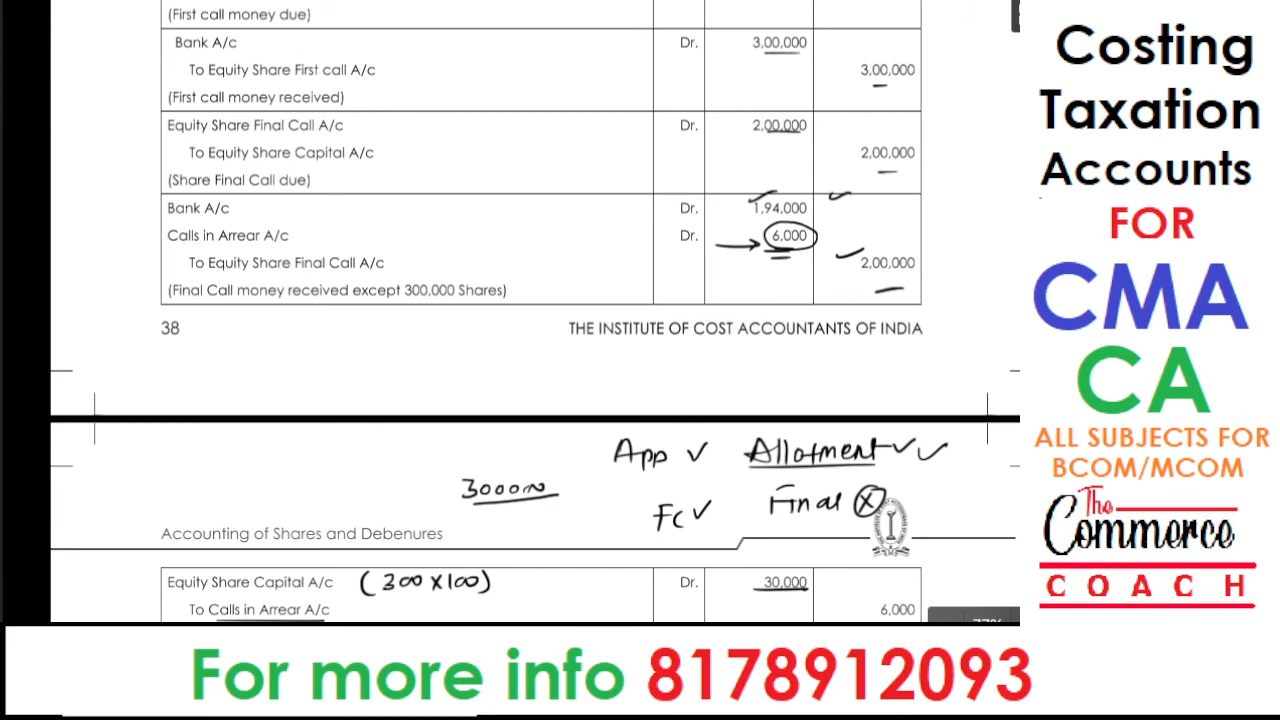 (First call money due)
Bank A/c Dr. 3,00,000
To Equity Share First call A/c 3,00,000
(First call money received)
Equity Share Final Call A/c Dr. 2,00,000
To Equity Share Capital A/c 2,00,000
(Share Final Call due)
Bank A/c Dr. 1,94,000
Calls in Arrear A/c Dr. 6,000
To Equity Share Final Call A/c 2,00,000
(Final Call money received except 300,000 Shares)
38 THE INSTITUTE OF COST ACCOUNTANTS OF INDIA
App Allotment
Fc Final
Accounting of Shares and Debenures
Equity Share Capital A/c (300 x 100) Dr. 30,000
To Calls in Arrear A/c 6,000
Costing
Taxation
Accounts
FOR
CMA
CA
ALL SUBJECTS FOR
BCOM/MCOM
The
Commerce
COACH
For more info 8178912093